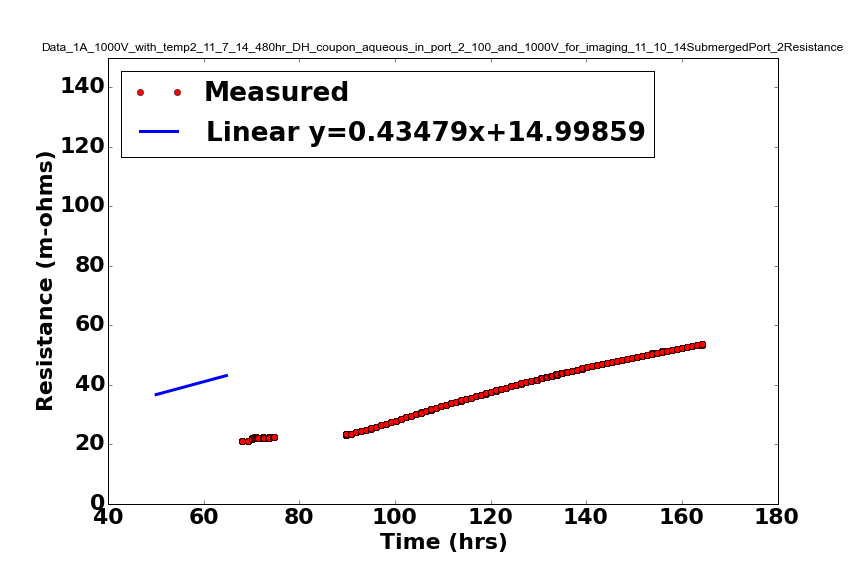 Data_1A_1000V_with_temp2_11_7_14_480hr_DH_coupon_aqueous_in_port_2_100_and_1000V_for_imaging_11_10_14SubmergedPort_2Resistance
Measured
Linear y=0.43479x+14.99859
140
120
100
80
60
40
20
0
Resistance (m-ohms)
40 60 80 100 120 140 160 180
Time (hrs)